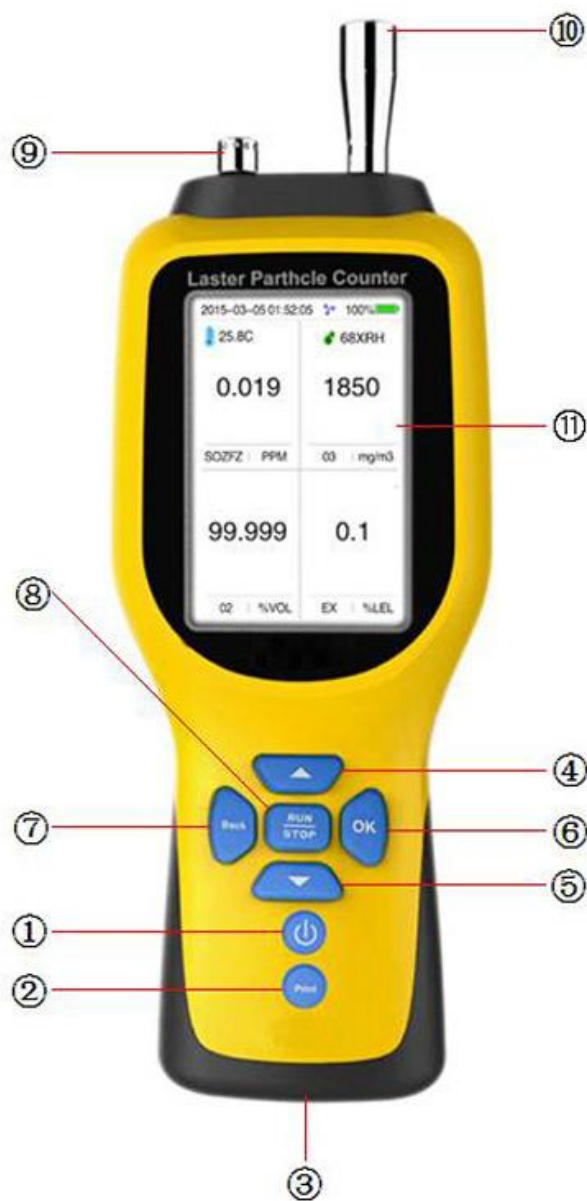 ⑩
⑨
Laster Parthcle Counter
2015-03-05 01:52:05 100%
25.8C 68XRH
0.019 1850
⑪
SOZFZ PPM 03 mg/m3
99.999 0.1
⑧
02 %VOL EX %LEL
④
⑦ Back RUN STOP OK ⑥
⑤
①
② Print
③